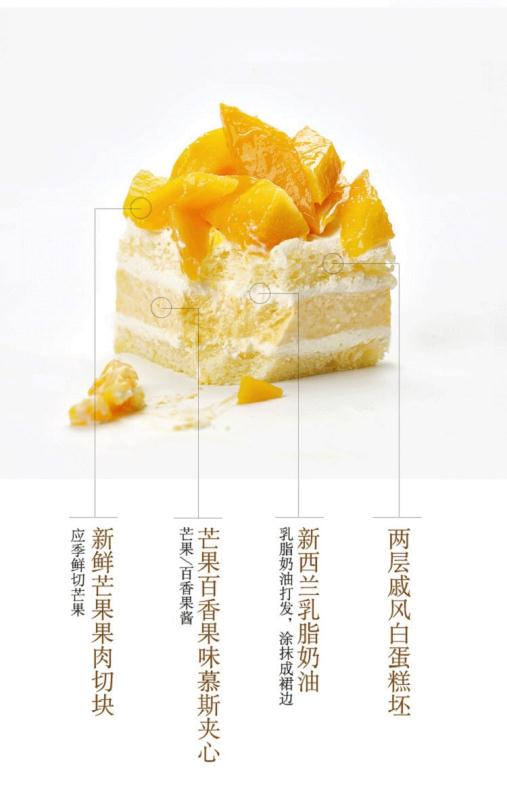 两层戚风白蛋糕坯
新西兰乳脂奶油
乳脂奶油打发，涂抹成裙边
芒果百香果味慕斯夹心
芒果/百香果酱
新鲜芒果果肉切块
应季鲜切芒果